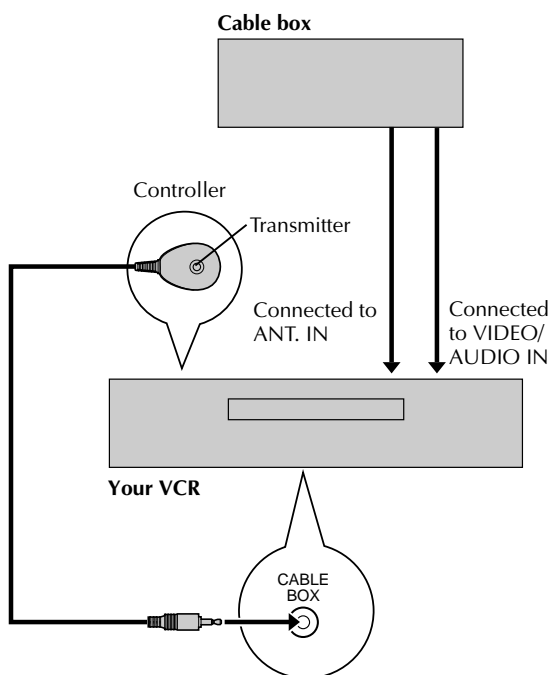 Cable box
Controller
Transmitter
Connected to
ANT. IN
Connected
to VIDEO/
AUDIO IN
Your VCR
CABLE
BOX